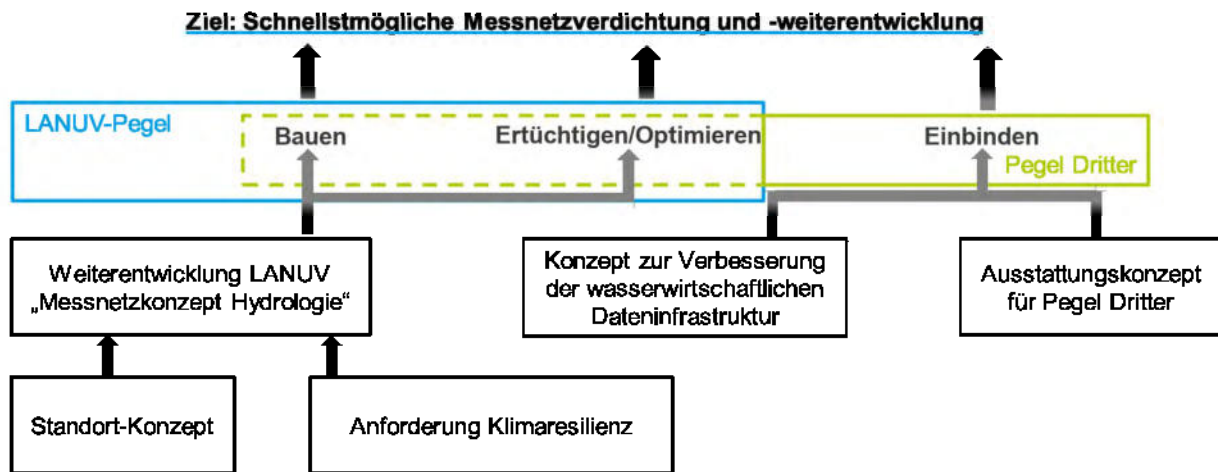 Ziel: Schnellstmögliche Messnetzverdichtung und -weiterentwicklung
LANUV-Pegel
Bauen
Ertüchtigen/Optimieren
Einbinden
Pegel Dritter
Weiterentwicklung LANUV
„Messnetzkonzept Hydrologie“
Konzept zur Verbesserung
der wasserwirtschaftlichen
Dateninfrastruktur
Ausstattungskonzept
für Pegel Dritter
Standort-Konzept
Anforderung Klimaresilienz